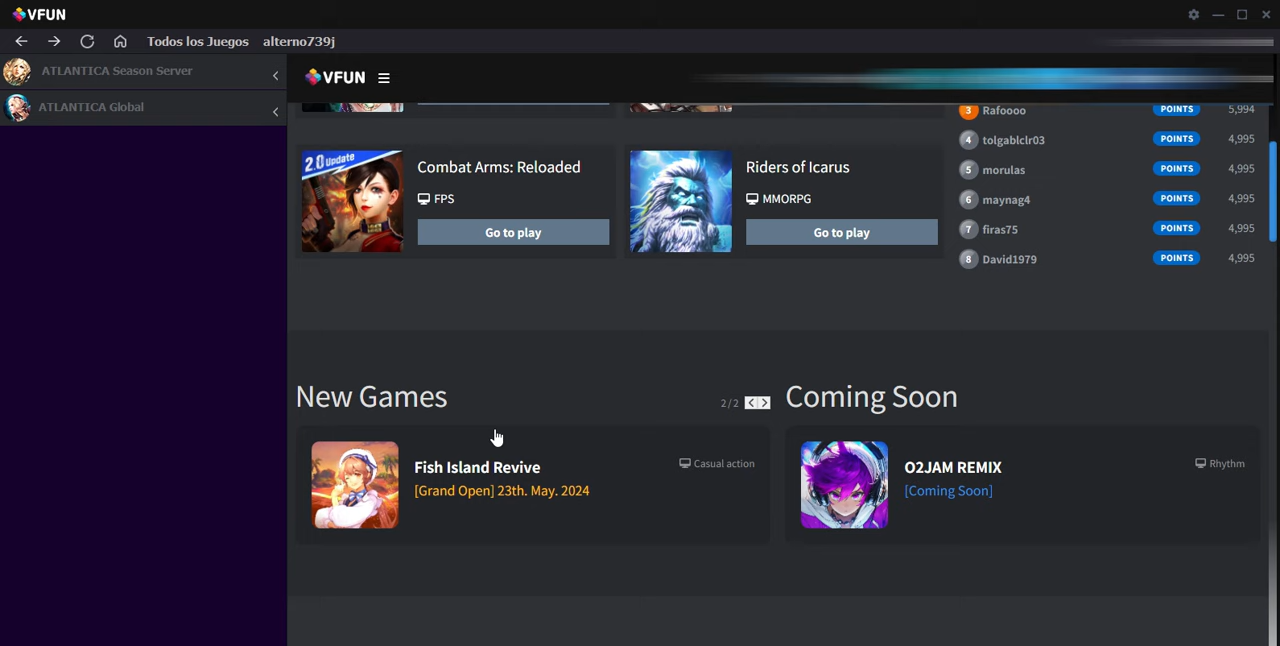 VFUN
Todos los Juegos alterno739j
ATLANTICA Season Server
ATLANTICA Global
VFUN
2.0 Update
Combat Arms: Reloaded
FPS
Go to play
Riders of Icarus
MMORPG
Go to play
3 Rafoooo POINTS 5,994
4 tolgablclr03 POINTS 4,995
5 morulas POINTS 4,995
6 maynag4 POINTS 4,995
7 firas75 POINTS 4,995
8 David1979 POINTS 4,995
New Games
2 / 2
Fish Island Revive
Casual action
[Grand Open] 23th. May. 2024
Coming Soon
O2JAM REMIX
Rhythm
[Coming Soon]